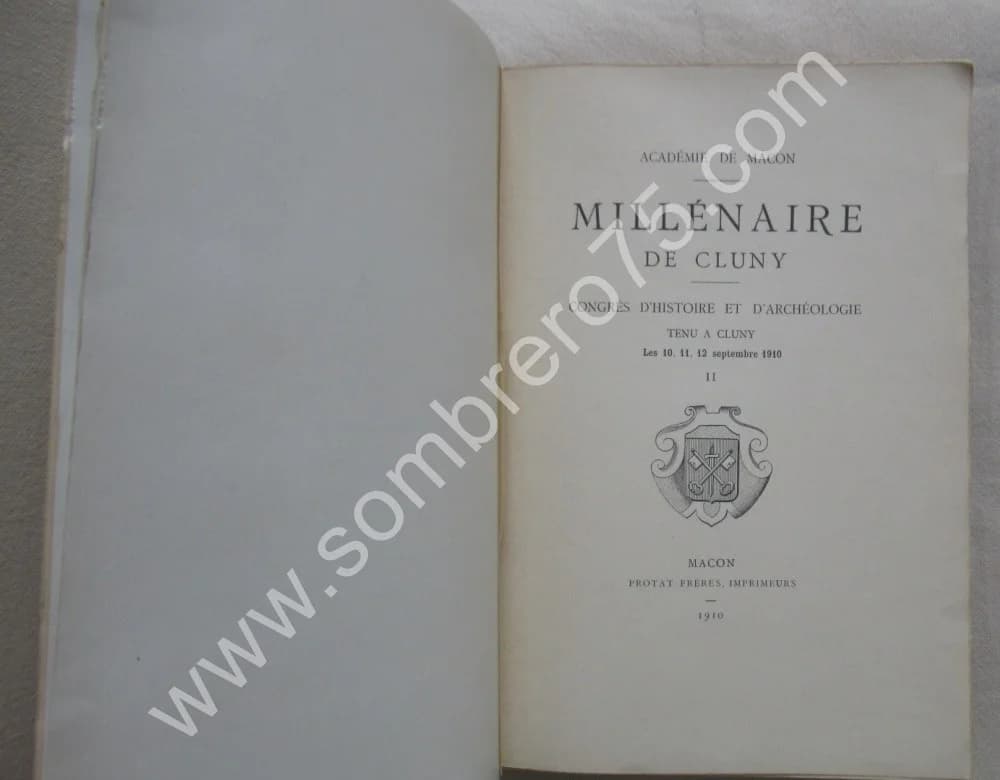 ACADÉMIE DE MACON
MILLÉNAIRE
DE CLUNY
CONGRÈS D'HISTOIRE ET D'ARCHÉOLOGIE
TENU A CLUNY
Les 10, 11, 12 septembre 1910
II
MACON
PROTAT FRÈRES, IMPRIMEURS
1910
www.sombrero75.com